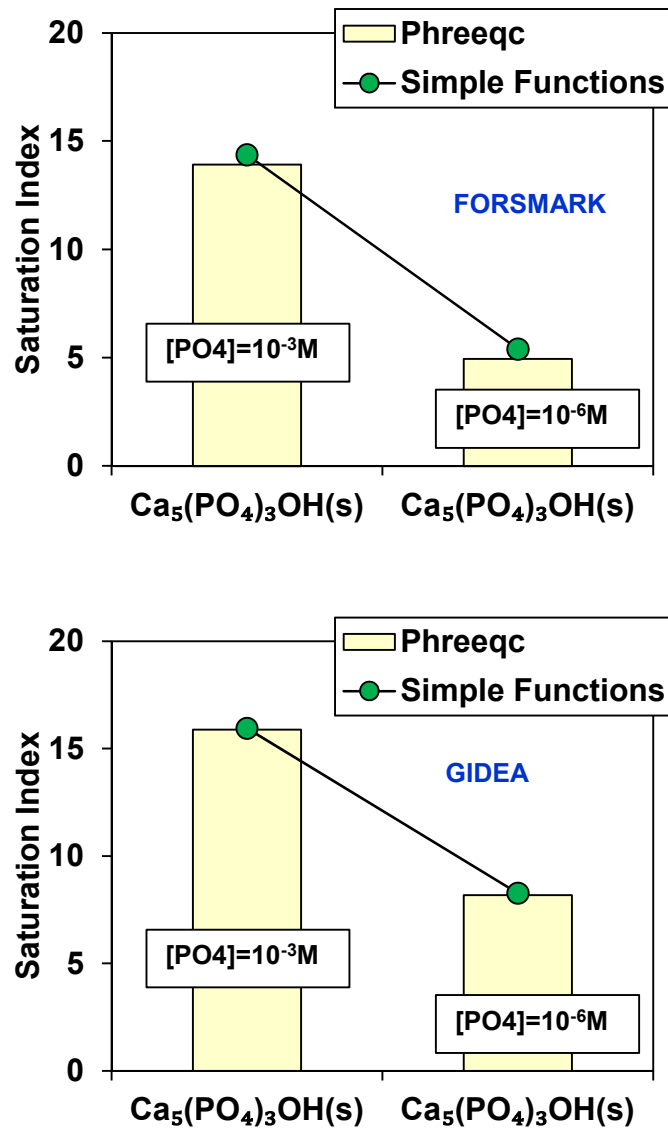 20
Phreeqc
Simple Functions
15
FORSMARK
10
Saturation Index
[PO4]=10⁻³M
5
[PO4]=10⁻⁶M
0
Ca₅(PO₄)₃OH(s) Ca₅(PO₄)₃OH(s)
20
Phreeqc
Simple Functions
15
GIDEA
10
Saturation Index
[PO4]=10⁻³M
5
[PO4]=10⁻⁶M
0
Ca₅(PO₄)₃OH(s) Ca₅(PO₄)₃OH(s)